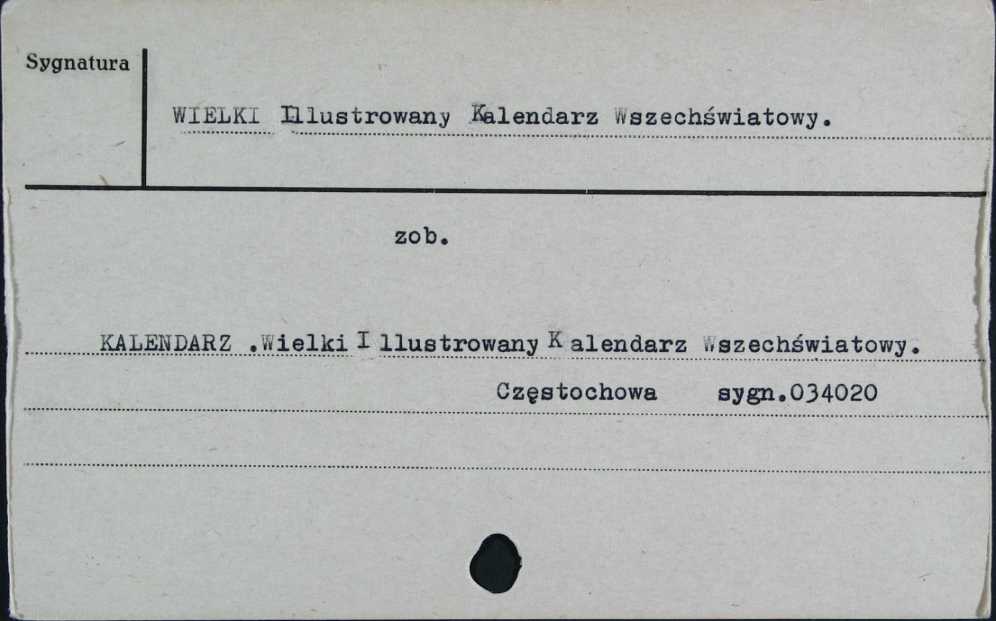 Sygnatura
WIELKI Illustrowany Kalendarz Wszechświatowy.
zob.
KALENDARZ .Wielki Illustrowany Kalendarz Wszechświatowy.
Częstochowa sygn.034020